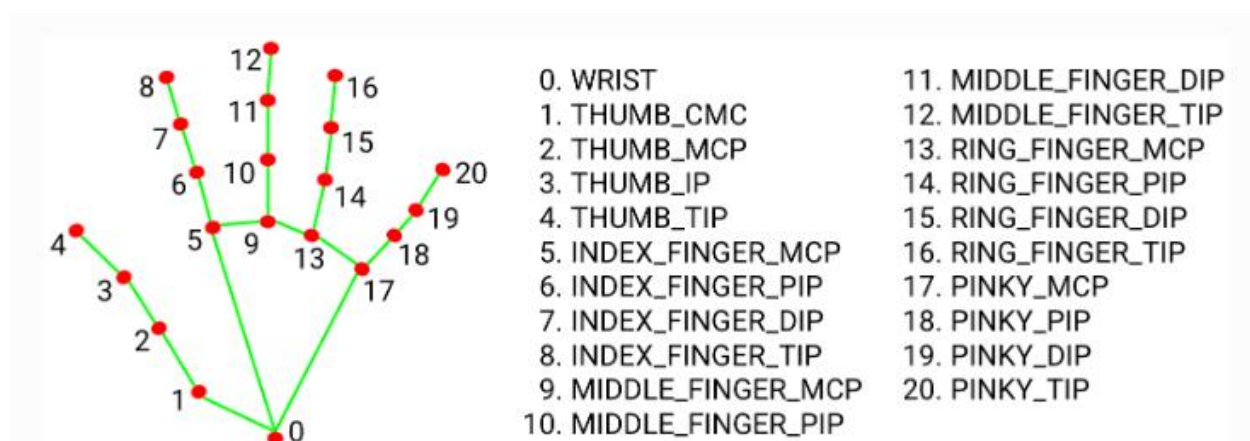 12
8
16
11
7
15
10
6
20
14
19
4
5
9
13
18
3
17
2
1
0
0. WRIST
1. THUMB_CMC
2. THUMB_MCP
3. THUMB_IP
4. THUMB_TIP
5. INDEX_FINGER_MCP
6. INDEX_FINGER_PIP
7. INDEX_FINGER_DIP
8. INDEX_FINGER_TIP
9. MIDDLE_FINGER_MCP
10. MIDDLE_FINGER_PIP
11. MIDDLE_FINGER_DIP
12. MIDDLE_FINGER_TIP
13. RING_FINGER_MCP
14. RING_FINGER_PIP
15. RING_FINGER_DIP
16. RING_FINGER_TIP
17. PINKY_MCP
18. PINKY_PIP
19. PINKY_DIP
20. PINKY_TIP